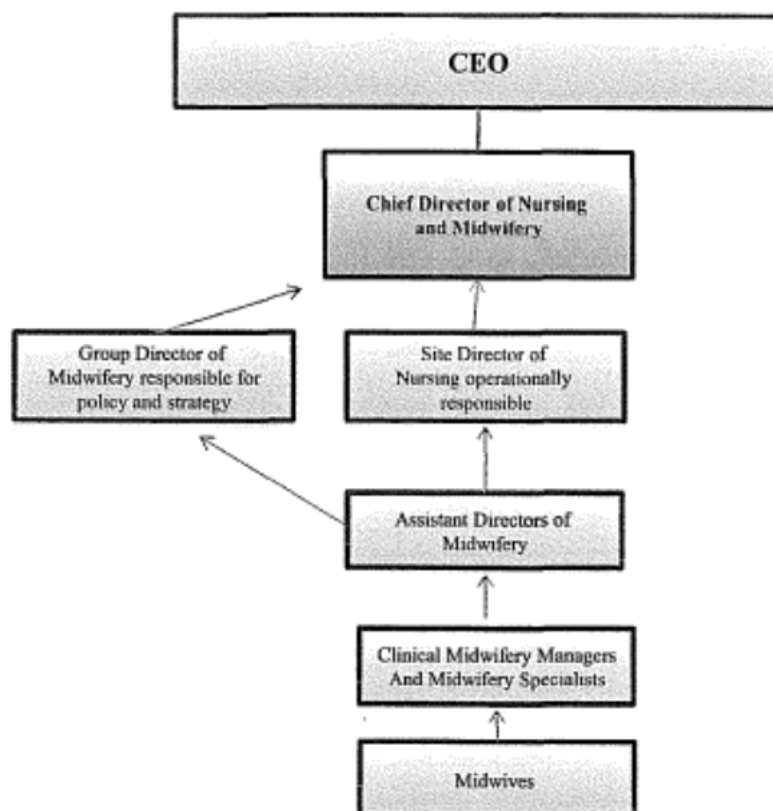 CEO
Chief Director of Nursing
and Midwifery
Group Director of
Midwifery responsible for
policy and strategy
Site Director of
Nursing operationally
responsible
Assistant Directors of
Midwifery
Clinical Midwifery Managers
And Midwifery Specialists
Midwives